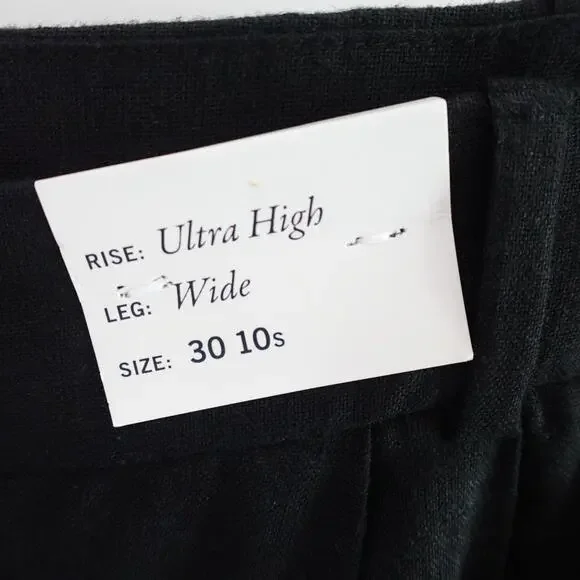 RISE: Ultra High
LEG: Wide
SIZE: 30 10s